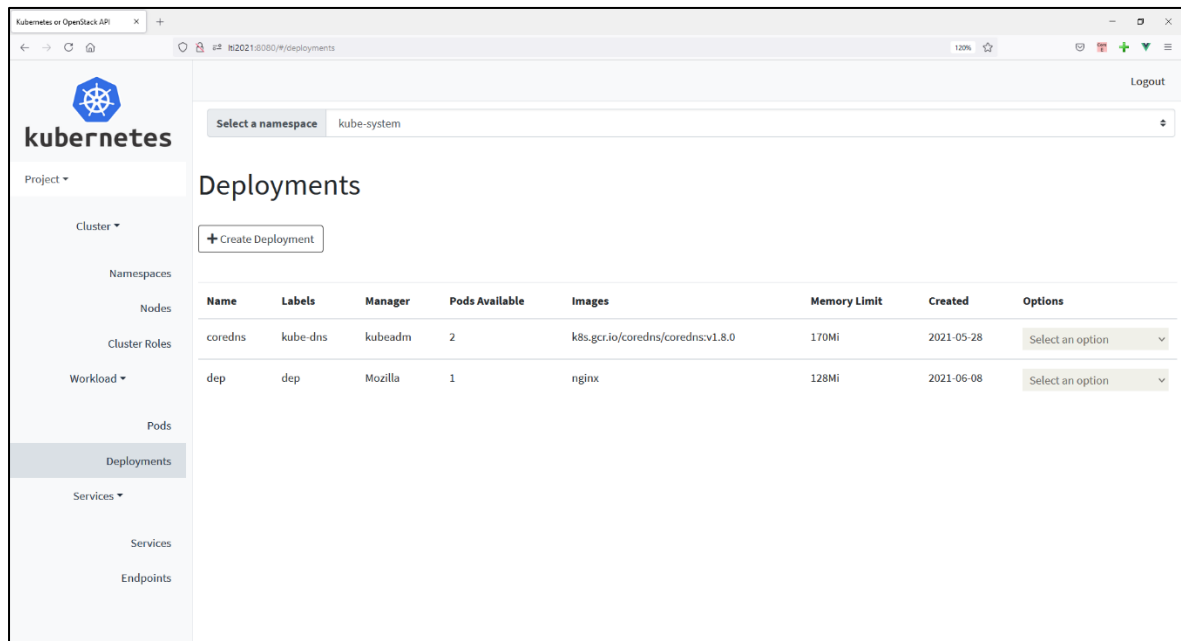 Kubernetes or OpenStack API
lti2021:8080/#/deployments
120%
Logout
kubernetes
Select a namespace kube-system
Project
Deployments
Cluster
Create Deployment
Namespaces
Nodes
Cluster Roles
Workload
Pods
Deployments
Services
Services
Endpoints
Name Labels Manager Pods Available Images Memory Limit Created Options
coredns kube-dns kubeadm 2 k8s.gcr.io/coredns/coredns:v1.8.0 170Mi 2021-05-28 Select an option
dep dep Mozilla 1 nginx 128Mi 2021-06-08 Select an option